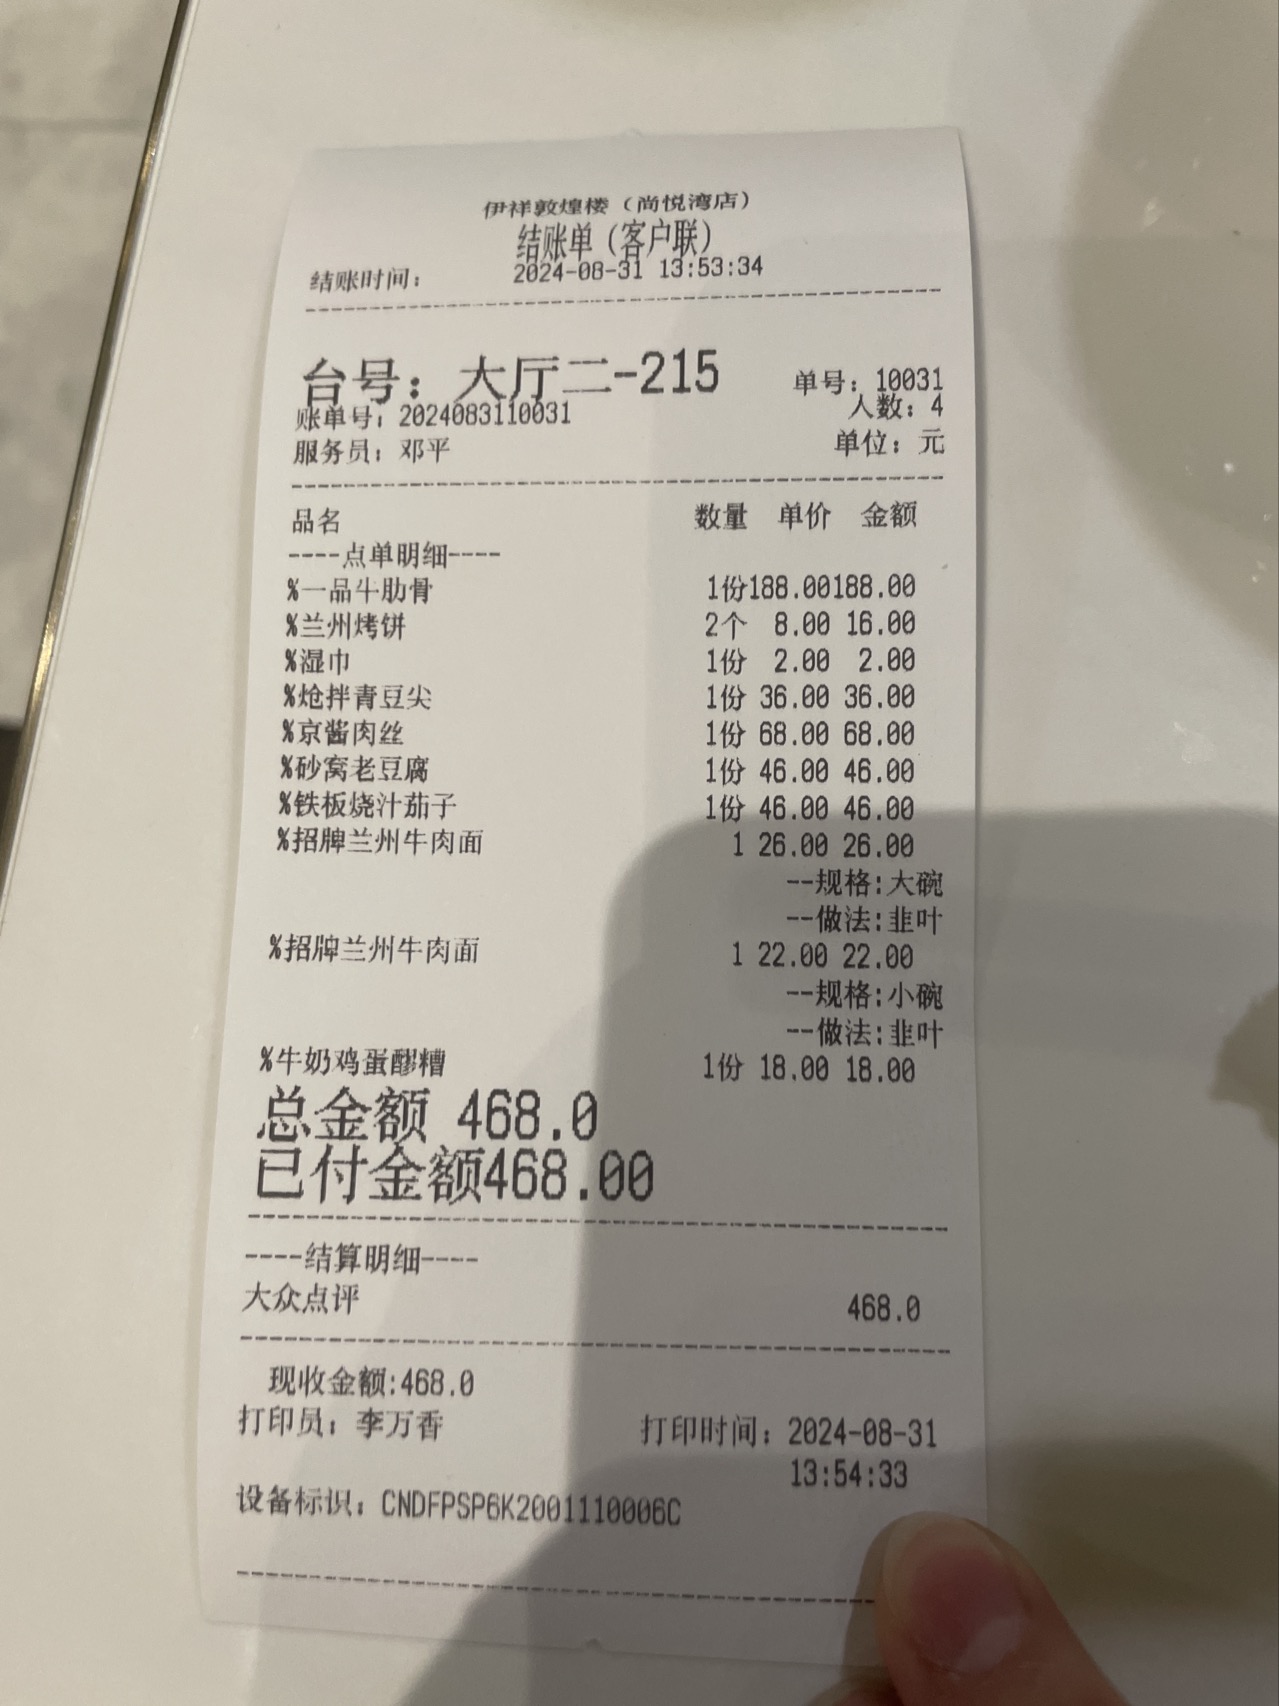 伊祥敦煌楼（尚悦湾店）
结账单（客户联）
结账时间： 2024-08-31 13:53:34
台号：大厅二-215 单号：10031
账单号：2024083110031 人数：4
服务员：邓平 单位：元
品名 数量 单价 金额
----点单明细----
%一品牛肋骨 1份188.00188.00
%兰州烤饼 2个 8.00 16.00
%湿巾 1份 2.00 2.00
%炝拌青豆尖 1份 36.00 36.00
%京酱肉丝 1份 68.00 68.00
%砂窝老豆腐 1份 46.00 46.00
%铁板烧汁茄子 1份 46.00 46.00
%招牌兰州牛肉面 1 26.00 26.00
--规格:大碗
--做法:韭叶
%招牌兰州牛肉面 1 22.00 22.00
--规格:小碗
--做法:韭叶
%牛奶鸡蛋醪糟 1份 18.00 18.00
总金额 468.0
已付金额468.00
----结算明细----
大众点评 468.0
现收金额:468.0
打印员：李万香 打印时间：2024-08-31
13:54:33
设备标识：CNDFPSP6K2001110006C